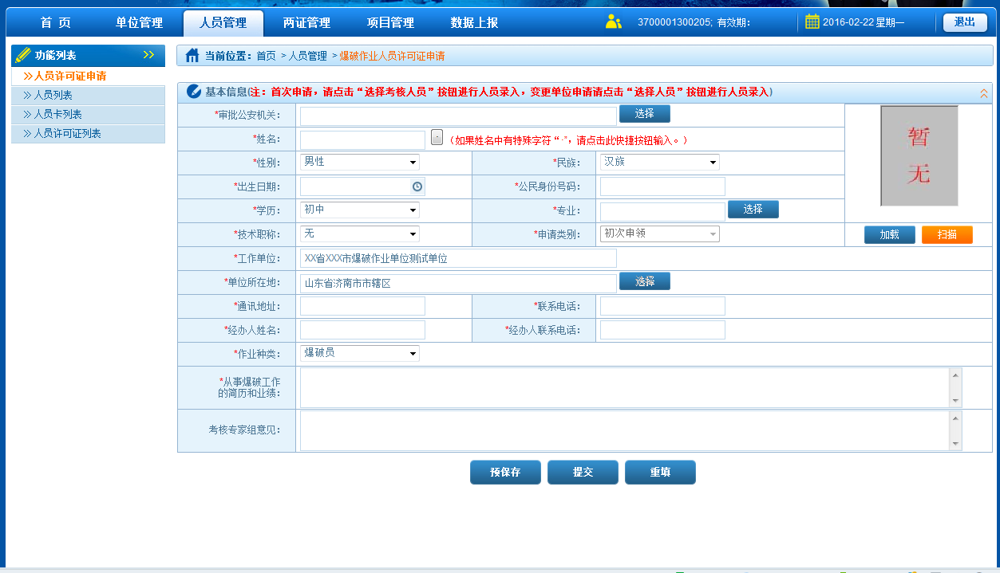 首 页 单位管理 人员管理 两证管理 项目管理 数据上报 3700001300205; 有效期: 2016-02-22 星期一 退出
功能列表
人员许可证申请
人员列表
人员卡列表
人员许可证列表
当前位置：首页 > 人员管理 > 爆破作业人员许可证申请
基本信息(注：首次申请，请点击“选择考核人员”按钮进行人员录入，变更单位申请请点击“选择人员”按钮进行人员录入)
*审批公安机关： 选择
*姓名： · （如果姓名中有特殊字符“·”，请点击此快捷按钮输入。）
*性别： 男性 *民族： 汉族
*出生日期： *公民身份号码：
*学历： 初中 *专业： 选择
暂
无
*技术职称： 无 *申请类别： 初次申领 加载 扫描
*工作单位： XX省XXX市爆破作业单位测试单位
*单位所在地： 山东省济南市市辖区 选择
*通讯地址： *联系电话：
*经办人姓名： *经办人联系电话：
*作业种类： 爆破员
*从事爆破工作
的简历和业绩：
考核专家组意见：
预保存 提交 重填